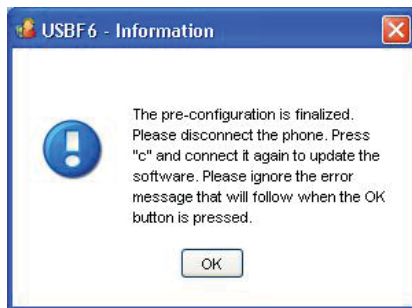 USBF6 - Information
The pre-configuration is finalized.
Please disconnect the phone. Press
"c" and connect it again to update the
software. Please ignore the error
message that will follow when the OK
button is pressed.
OK